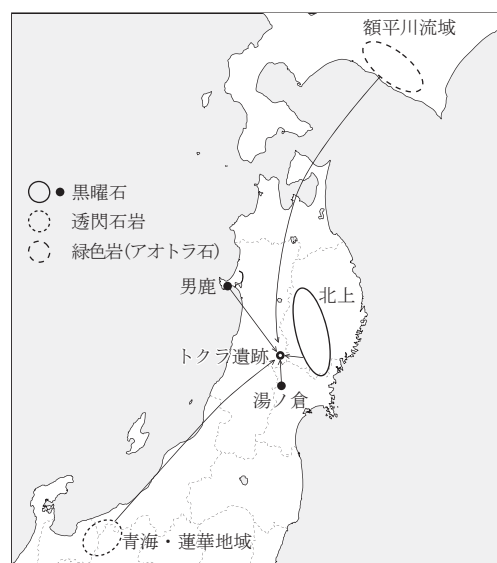 額平川流域
黒曜石
透閃石岩
緑色岩(アオトラ石)
男鹿
北上
トクラ遺跡
湯ノ倉
青海・蓮華地域